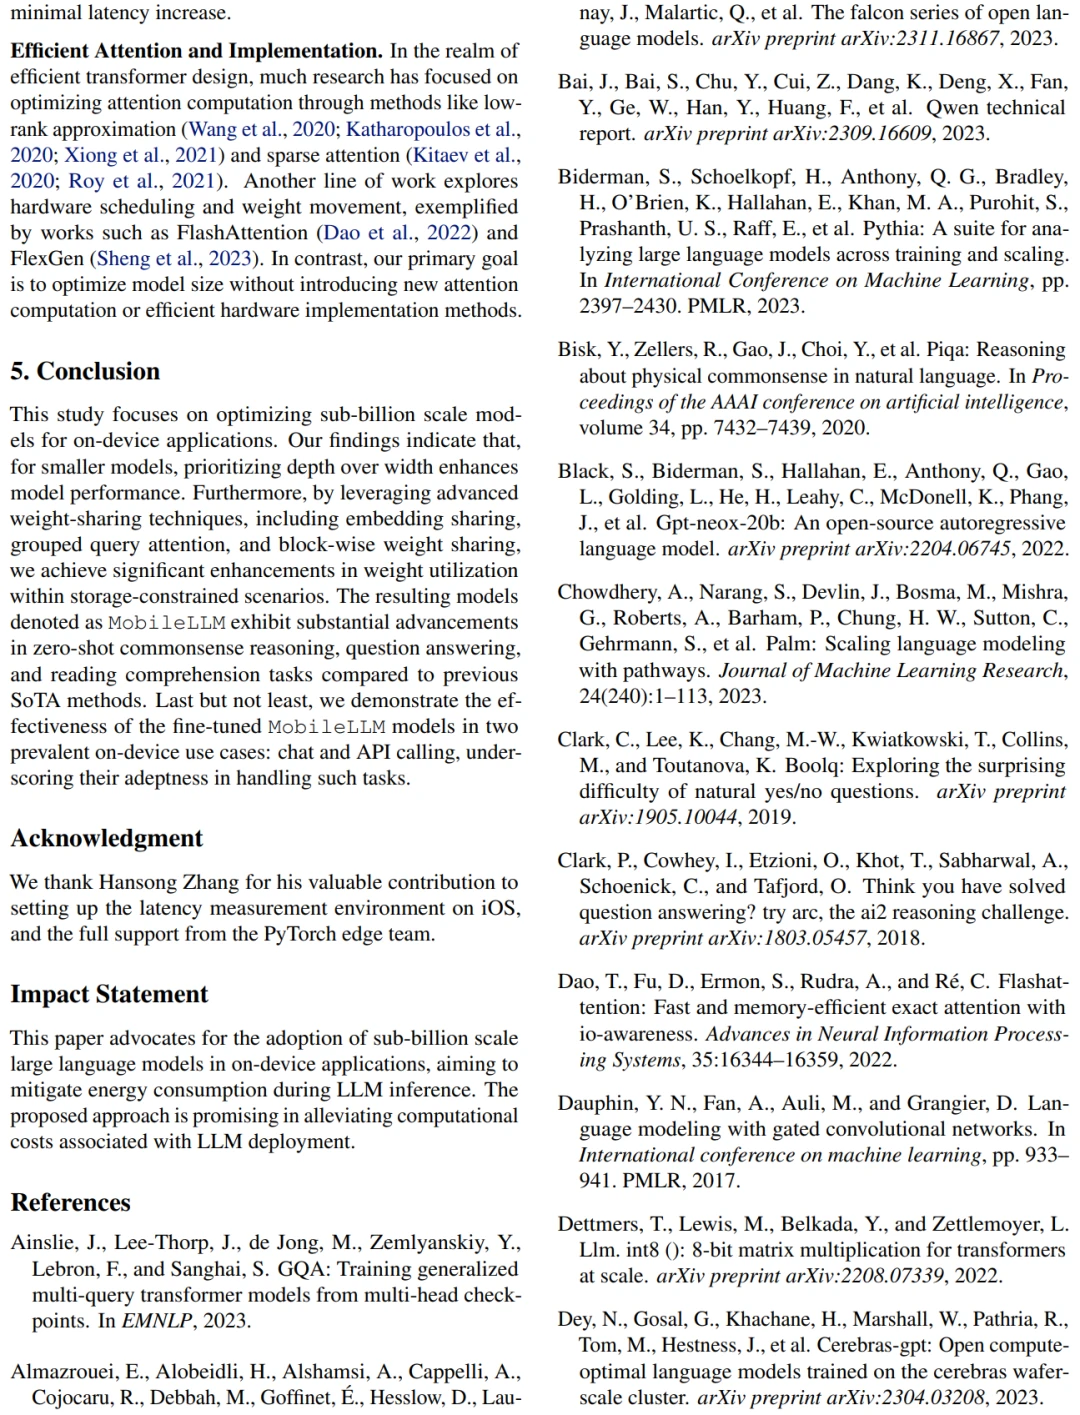 minimal latency increase.
Efficient Attention and Implementation. In the realm of
efficient transformer design, much research has focused on
optimizing attention computation through methods like low-
rank approximation (Wang et al., 2020; Katharopoulos et al.,
2020; Xiong et al., 2021) and sparse attention (Kitaev et al.,
2020; Roy et al., 2021). Another line of work explores
hardware scheduling and weight movement, exemplified
by works such as FlashAttention (Dao et al., 2022) and
FlexGen (Sheng et al., 2023). In contrast, our primary goal
is to optimize model size without introducing new attention
computation or efficient hardware implementation methods.
5. Conclusion
This study focuses on optimizing sub-billion scale mod-
els for on-device applications. Our findings indicate that,
for smaller models, prioritizing depth over width enhances
model performance. Furthermore, by leveraging advanced
weight-sharing techniques, including embedding sharing,
grouped query attention, and block-wise weight sharing,
we achieve significant enhancements in weight utilization
within storage-constrained scenarios. The resulting models
denoted as MobileLLM exhibit substantial advancements
in zero-shot commonsense reasoning, question answering,
and reading comprehension tasks compared to previous
SoTA methods. Last but not least, we demonstrate the ef-
fectiveness of the fine-tuned MobileLLM models in two
prevalent on-device use cases: chat and API calling, under-
scoring their adeptness in handling such tasks.
Acknowledgment
We thank Hansong Zhang for his valuable contribution to
setting up the latency measurement environment on iOS,
and the full support from the PyTorch edge team.
Impact Statement
This paper advocates for the adoption of sub-billion scale
large language models in on-device applications, aiming to
mitigate energy consumption during LLM inference. The
proposed approach is promising in alleviating computational
costs associated with LLM deployment.
References
Ainslie, J., Lee-Thorp, J., de Jong, M., Zemlyanskiy, Y.,
Lebron, F., and Sanghai, S. GQA: Training generalized
multi-query transformer models from multi-head check-
points. In EMNLP, 2023.
Almazrouei, E., Alobeidli, H., Alshamsi, A., Cappelli, A.,
Cojocaru, R., Debbah, M., Goffinet, É., Hesslow, D., Lau-
nay, J., Malartic, Q., et al. The falcon series of open lan-
guage models. arXiv preprint arXiv:2311.16867, 2023.
Bai, J., Bai, S., Chu, Y., Cui, Z., Dang, K., Deng, X., Fan,
Y., Ge, W., Han, Y., Huang, F., et al. Qwen technical
report. arXiv preprint arXiv:2309.16609, 2023.
Biderman, S., Schoelkopf, H., Anthony, Q. G., Bradley,
H., O'Brien, K., Hallahan, E., Khan, M. A., Purohit, S.,
Prashanth, U. S., Raff, E., et al. Pythia: A suite for ana-
lyzing large language models across training and scaling.
In International Conference on Machine Learning, pp.
2397–2430. PMLR, 2023.
Bisk, Y., Zellers, R., Gao, J., Choi, Y., et al. Piqa: Reasoning
about physical commonsense in natural language. In Pro-
ceedings of the AAAI conference on artificial intelligence,
volume 34, pp. 7432–7439, 2020.
Black, S., Biderman, S., Hallahan, E., Anthony, Q., Gao,
L., Golding, L., He, H., Leahy, C., McDonell, K., Phang,
J., et al. Gpt-neox-20b: An open-source autoregressive
language model. arXiv preprint arXiv:2204.06745, 2022.
Chowdhery, A., Narang, S., Devlin, J., Bosma, M., Mishra,
G., Roberts, A., Barham, P., Chung, H. W., Sutton, C.,
Gehrmann, S., et al. Palm: Scaling language modeling
with pathways. Journal of Machine Learning Research,
24(240):1–113, 2023.
Clark, C., Lee, K., Chang, M.-W., Kwiatkowski, T., Collins,
M., and Toutanova, K. Boolq: Exploring the surprising
difficulty of natural yes/no questions. arXiv preprint
arXiv:1905.10044, 2019.
Clark, P., Cowhey, I., Etzioni, O., Khot, T., Sabharwal, A.,
Schoenick, C., and Tafjord, O. Think you have solved
question answering? try arc, the ai2 reasoning challenge.
arXiv preprint arXiv:1803.05457, 2018.
Dao, T., Fu, D., Ermon, S., Rudra, A., and Ré, C. Flashat-
tention: Fast and memory-efficient exact attention with
io-awareness. Advances in Neural Information Process-
ing Systems, 35:16344–16359, 2022.
Dauphin, Y. N., Fan, A., Auli, M., and Grangier, D. Lan-
guage modeling with gated convolutional networks. In
International conference on machine learning, pp. 933–
941. PMLR, 2017.
Dettmers, T., Lewis, M., Belkada, Y., and Zettlemoyer, L.
Llm. int8 (): 8-bit matrix multiplication for transformers
at scale. arXiv preprint arXiv:2208.07339, 2022.
Dey, N., Gosal, G., Khachane, H., Marshall, W., Pathria, R.,
Tom, M., Hestness, J., et al. Cerebras-gpt: Open compute-
optimal language models trained on the cerebras wafer-
scale cluster. arXiv preprint arXiv:2304.03208, 2023.